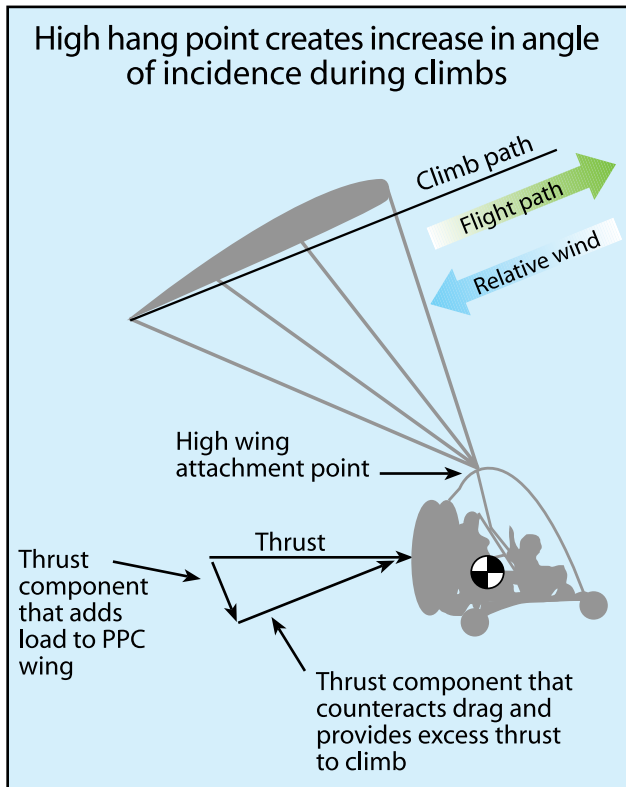 High hang point creates increase in angle
of incidence during climbs
Climb path
Flight path
Relative wind
High wing
attachment point
Thrust
Thrust
component
that adds
load to PPC
wing
Thrust component that
counteracts drag and
provides excess thrust
to climb